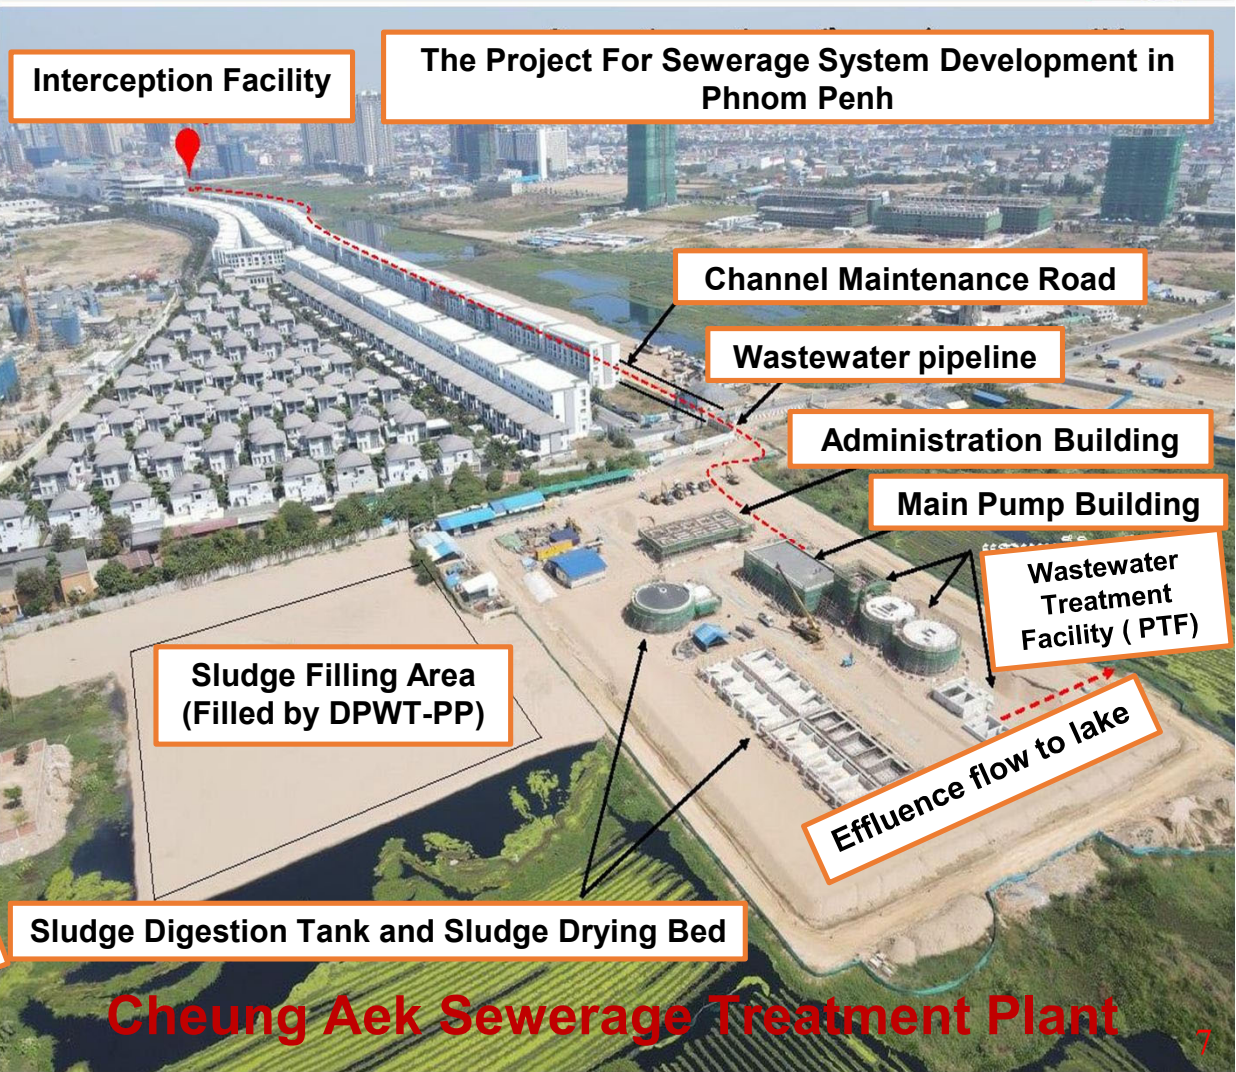 Interception Facility
The Project For Sewerage System Development in
Phnom Penh
Channel Maintenance Road
Wastewater pipeline
Administration Building
Main Pump Building
Wastewater
Treatment
Facility ( PTF)
Sludge Filling Area
(Filled by DPWT-PP)
Effluence flow to lake
Sludge Digestion Tank and Sludge Drying Bed
Cheung Aek Sewerage Treatment Plant
7